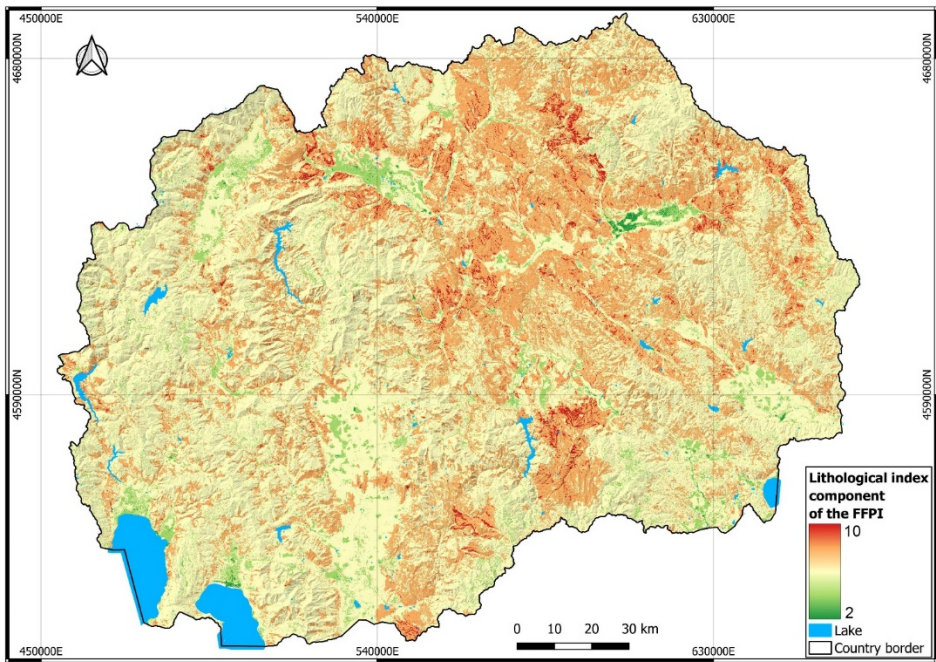 450000E 540000E 630000E
4680000N 4680000N
4590000N 4590000N
Lithological index
component
of the FFPI
10
2
Lake
Country border
0 10 20 30 km
450000E 540000E 630000E